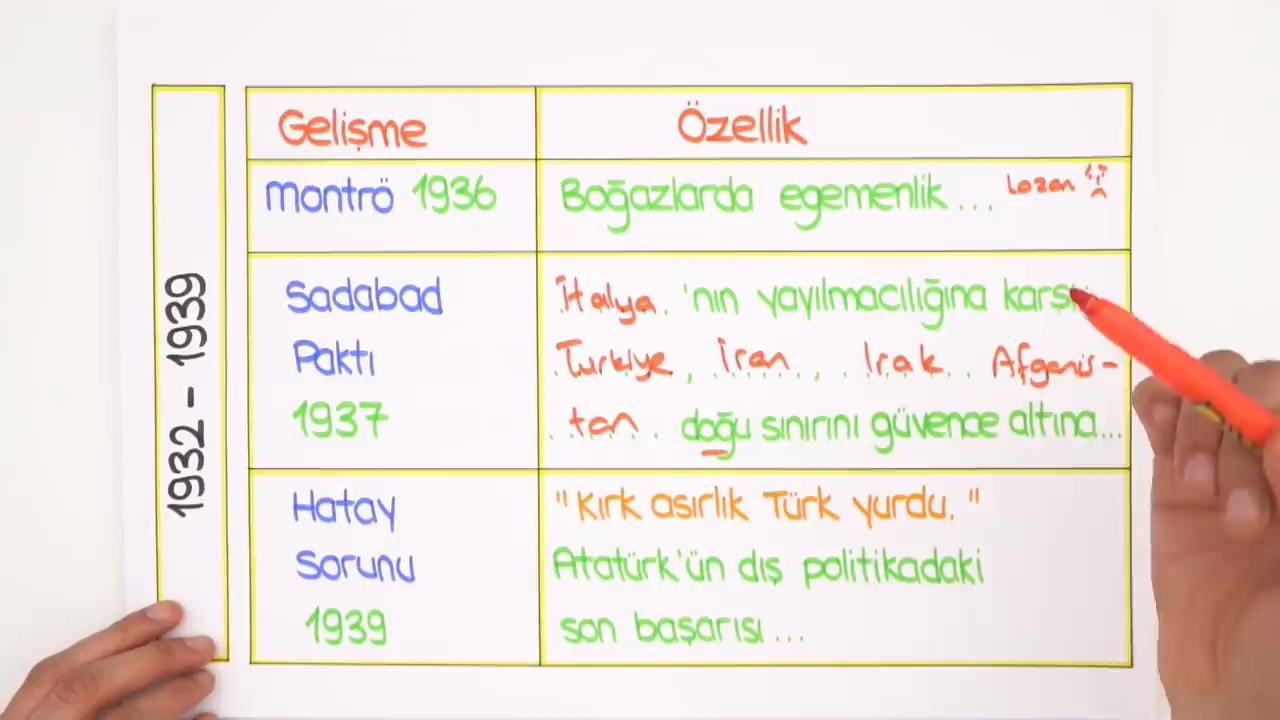 1932 - 1939
Gelişme
Özellik
Montrö 1936
Boğazlarda egemenlik... Lozan
Sadabad
Paktı
1937
İtalya 'nın yayılmacılığına karşı
Türkiye, İran, Irak. Afganis-
tan. doğu sınırını güvence altına...
Hatay
Sorunu
1939
"Kırk asırlık Türk yurdu."
Atatürk'ün dış politikadaki
son başarısı...